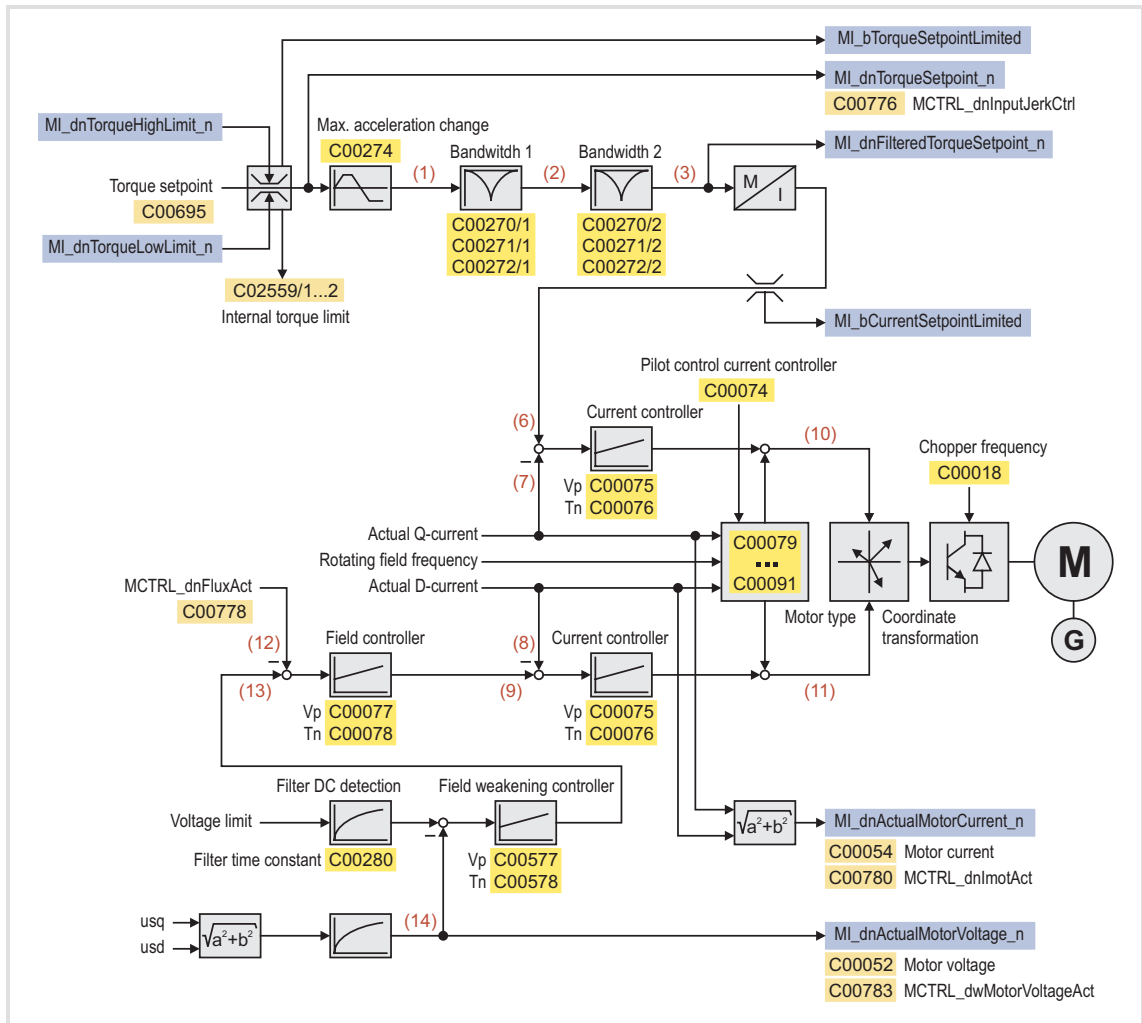 MI_bTorqueSetpointLimited
MI_dnTorqueSetpoint_n
C00776 MCTRL_dnInputJerkCtrl
MI_dnTorqueHighLimit_n
Max. acceleration change
C00274
Bandwitdh 1
Bandwidth 2
MI_dnFilteredTorqueSetpoint_n
(1)
(2)
(3)
M
I
Torque setpoint
C00695
C00270/1
C00271/1
C00272/1
C00270/2
C00271/2
C00272/2
MI_dnTorqueLowLimit_n
C02559/1...2
Internal torque limit
MI_bCurrentSetpointLimited
Pilot control current controller
C00074
(6)
Current controller
(10)
Chopper frequency
C00018
–
(7)
Vp C00075
Tn C00076
Actual Q-current
Rotating field frequency
Actual D-current
C00079
...
C00091
M
G
MCTRL_dnFluxAct
C00778
Motor type
Coordinate
transformation
(12)
–
(13)
Field controller
(8)
–
(9)
Current controller
(11)
Vp C00077
Tn C00078
Vp C00075
Tn C00076
Filter DC detection
Field weakening controller
Voltage limit
–
√a²+b²
MI_dnActualMotorCurrent_n
Filter time constant C00280
Vp C00577
Tn C00578
C00054 Motor current
C00780 MCTRL_dnImotAct
usq
usd
√a²+b²
(14)
MI_dnActualMotorVoltage_n
C00052 Motor voltage
C00783 MCTRL_dwMotorVoltageAct